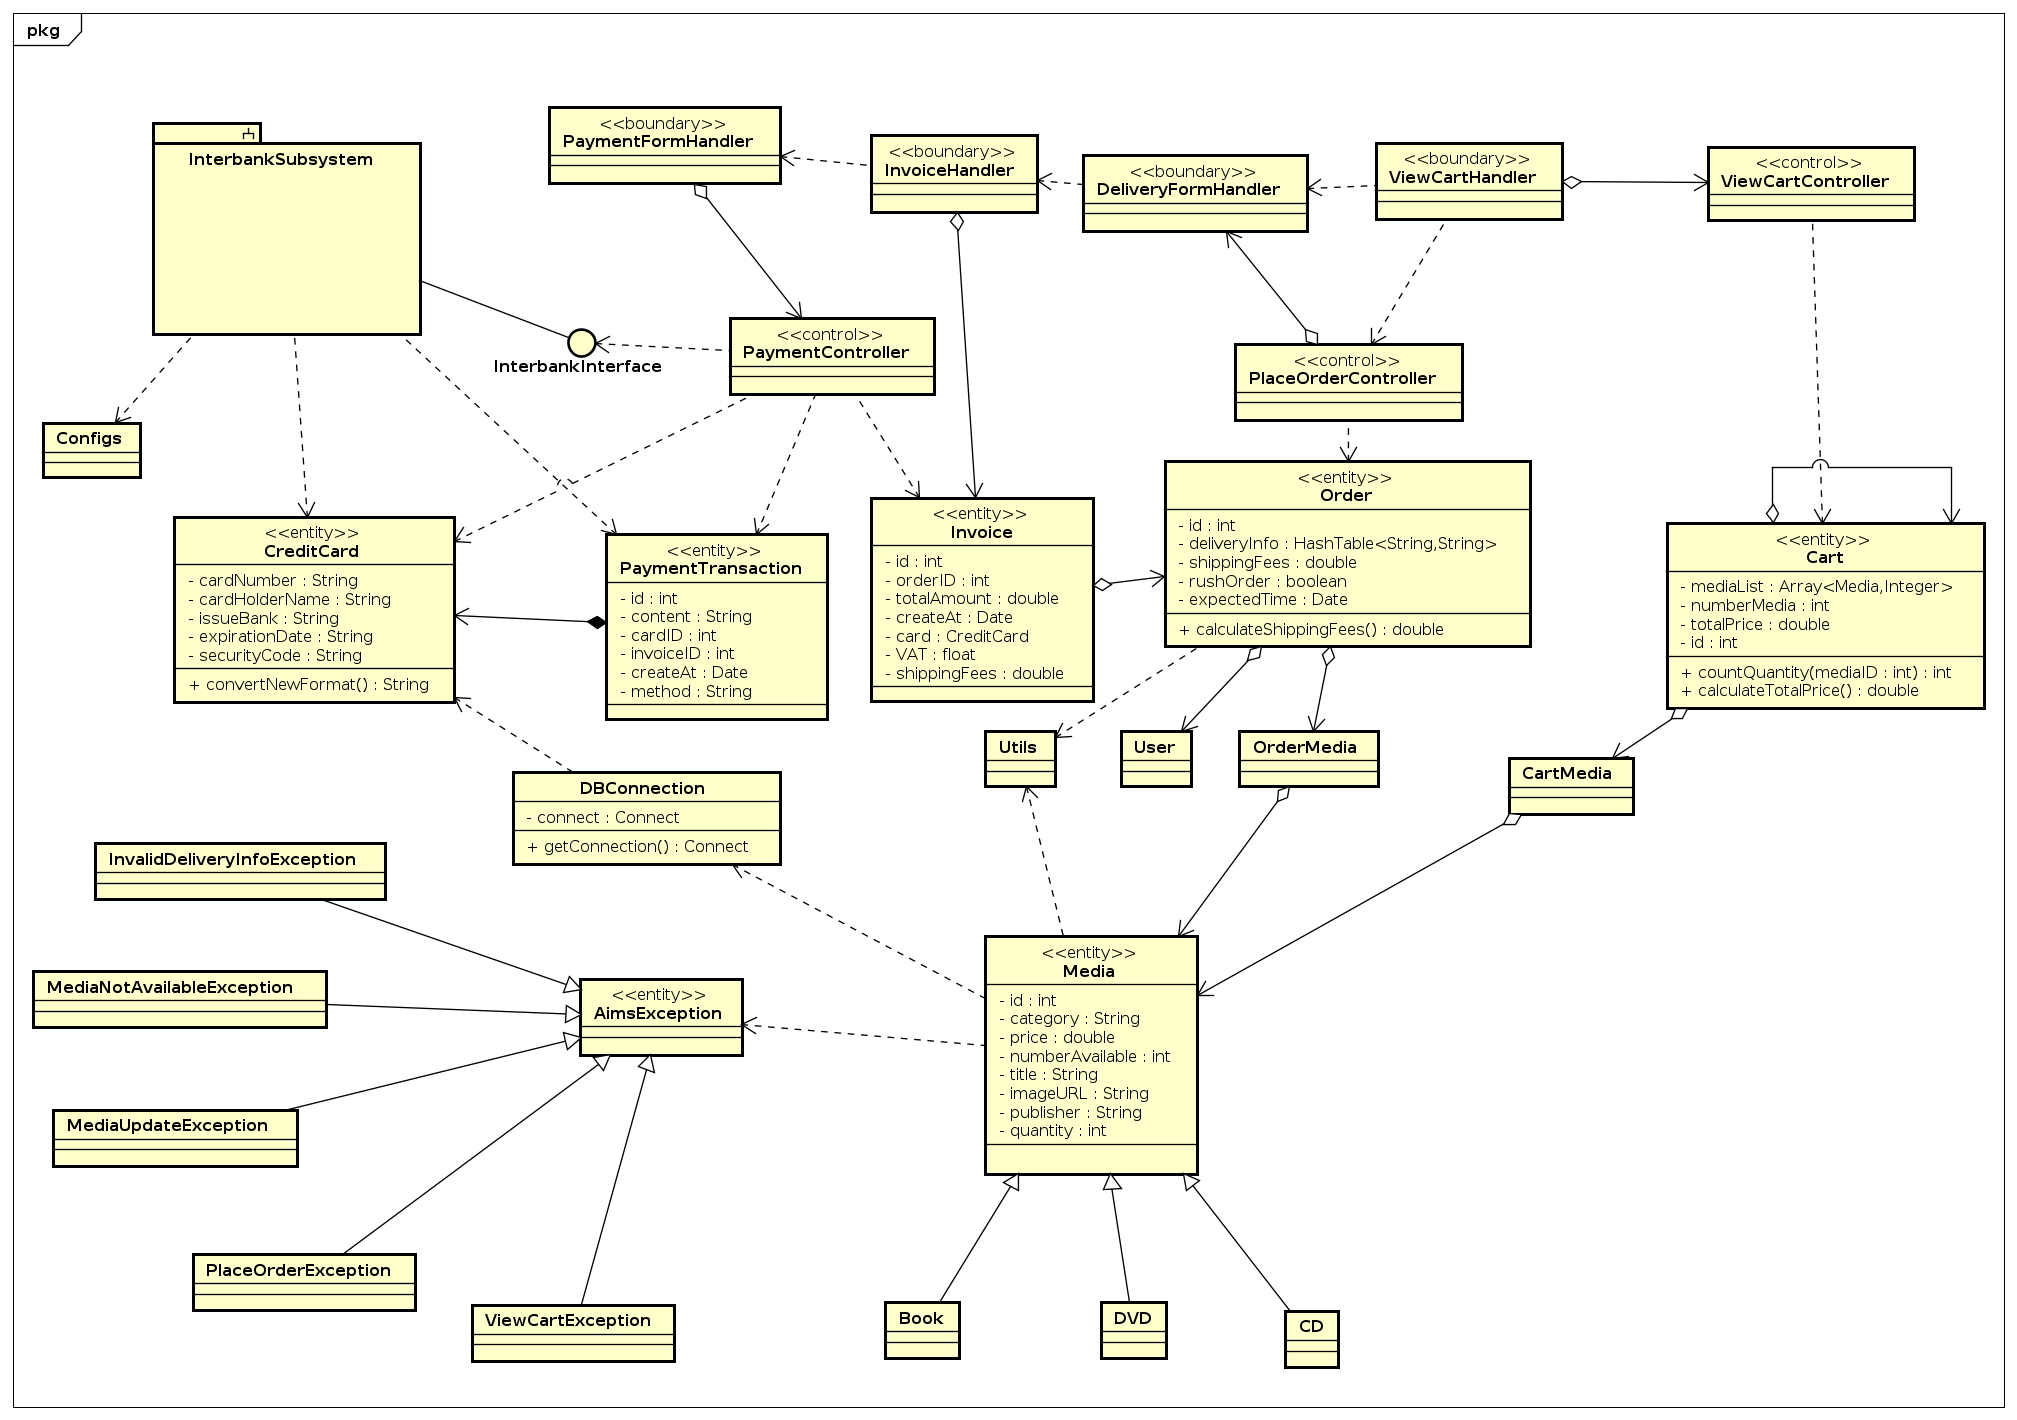 pkg
InterbankSubsystem
<<boundary>>
PaymentFormHandler
<<boundary>>
InvoiceHandler
<<boundary>>
DeliveryFormHandler
<<boundary>>
ViewCartHandler
<<control>>
ViewCartController
InterbankInterface
<<control>>
PaymentController
<<control>>
PlaceOrderController
Configs
<<entity>>
CreditCard
- cardNumber : String
- cardHolderName : String
- issueBank : String
- expirationDate : String
- securityCode : String
+ convertNewFormat() : String
<<entity>>
PaymentTransaction
- id : int
- content : String
- cardID : int
- invoiceID : int
- createAt : Date
- method : String
<<entity>>
Invoice
- id : int
- orderID : int
- totalAmount : double
- createAt : Date
- card : CreditCard
- VAT : float
- shippingFees : double
<<entity>>
Order
- id : int
- deliveryInfo : HashTable<String,String>
- shippingFees : double
- rushOrder : boolean
- expectedTime : Date
+ calculateShippingFees() : double
<<entity>>
Cart
- mediaList : Array<Media,Integer>
- numberMedia : int
- totalPrice : double
- id : int
+ countQuantity(mediaID : int) : int
+ calculateTotalPrice() : double
Utils
User
OrderMedia
CartMedia
DBConnection
- connect : Connect
+ getConnection() : Connect
InvalidDeliveryInfoException
MediaNotAvailableException
<<entity>>
AimsException
<<entity>>
Media
- id : int
- category : String
- price : double
- numberAvailable : int
- title : String
- imageURL : String
- publisher : String
- quantity : int
MediaUpdateException
PlaceOrderException
ViewCartException
Book
DVD
CD